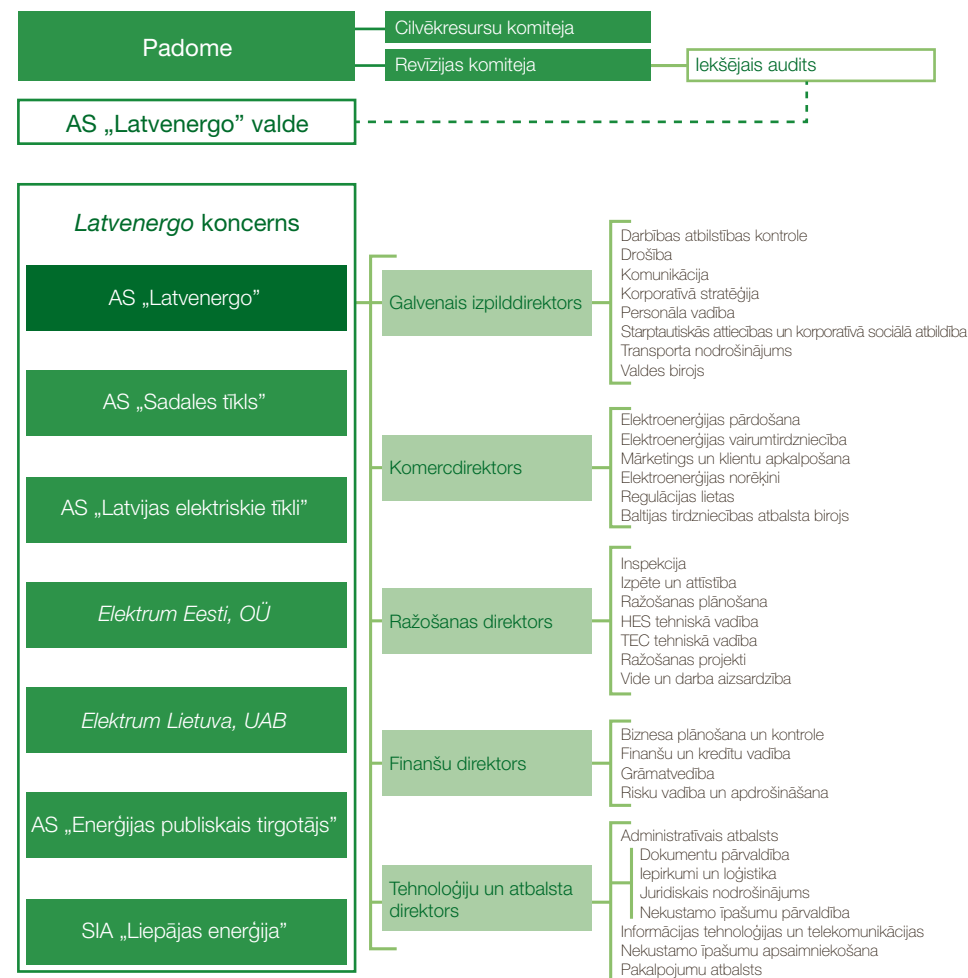 Padome
Cilvēkresursu komiteja
Revīzijas komiteja
Iekšējais audits
AS „Latvenergo” valde
Latvenergo koncerns
AS „Latvenergo”
AS „Sadales tīkls”
AS „Latvijas elektriskie tīkli”
Elektrum Eesti, OÜ
Elektrum Lietuva, UAB
AS „Enerģijas publiskais tirgotājs”
SIA „Liepājas enerģija”
Galvenais izpilddirektors
Darbības atbilstības kontrole
Drošība
Komunikācija
Korporatīvā stratēģija
Personāla vadība
Starptautiskās attiecības un korporatīvā sociālā atbildība
Transporta nodrošinājums
Valdes birojs
Komercdirektors
Elektroenerģijas pārdošana
Elektroenerģijas vairumtirdzniecība
Mārketings un klientu apkalpošana
Elektroenerģijas norēķini
Regulācijas lietas
Baltijas tirdzniecības atbalsta birojs
Ražošanas direktors
Inspekcija
Izpēte un attīstība
Ražošanas plānošana
HES tehniskā vadība
TEC tehniskā vadība
Ražošanas projekti
Vide un darba aizsardzība
Finanšu direktors
Biznesa plānošana un kontrole
Finanšu un kredītu vadība
Grāmatvedība
Risku vadība un apdrošināšana
Tehnoloģiju un atbalsta
direktors
Administratīvais atbalsts
Dokumentu pārvaldība
Iepirkumi un loģistika
Juridiskais nodrošinājums
Nekustamo īpašumu pārvaldība
Informācijas tehnoloģijas un telekomunikācijas
Nekustamo īpašumu apsaimniekošana
Pakalpojumu atbalsts